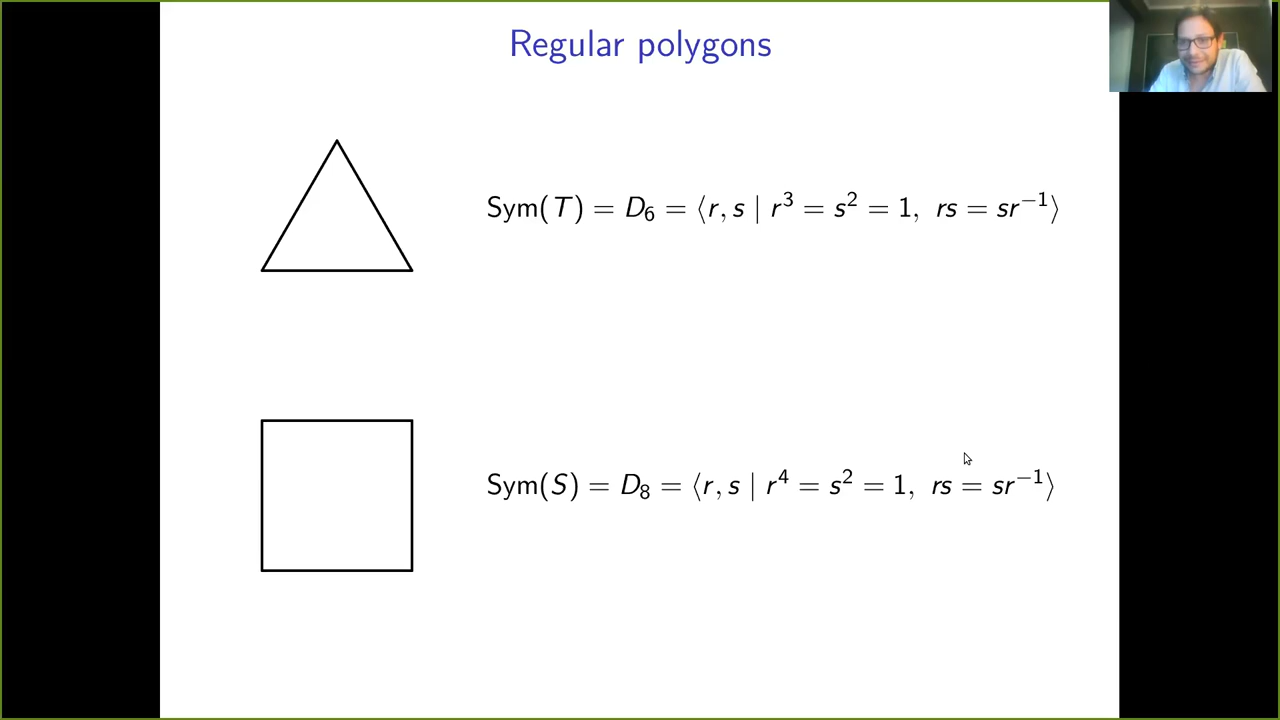 Regular polygons
Sym(T) = D₆ = ⟨r, s | r³ = s² = 1, rs = sr⁻¹⟩
Sym(S) = D₈ = ⟨r, s | r⁴ = s² = 1, rs = sr⁻¹⟩